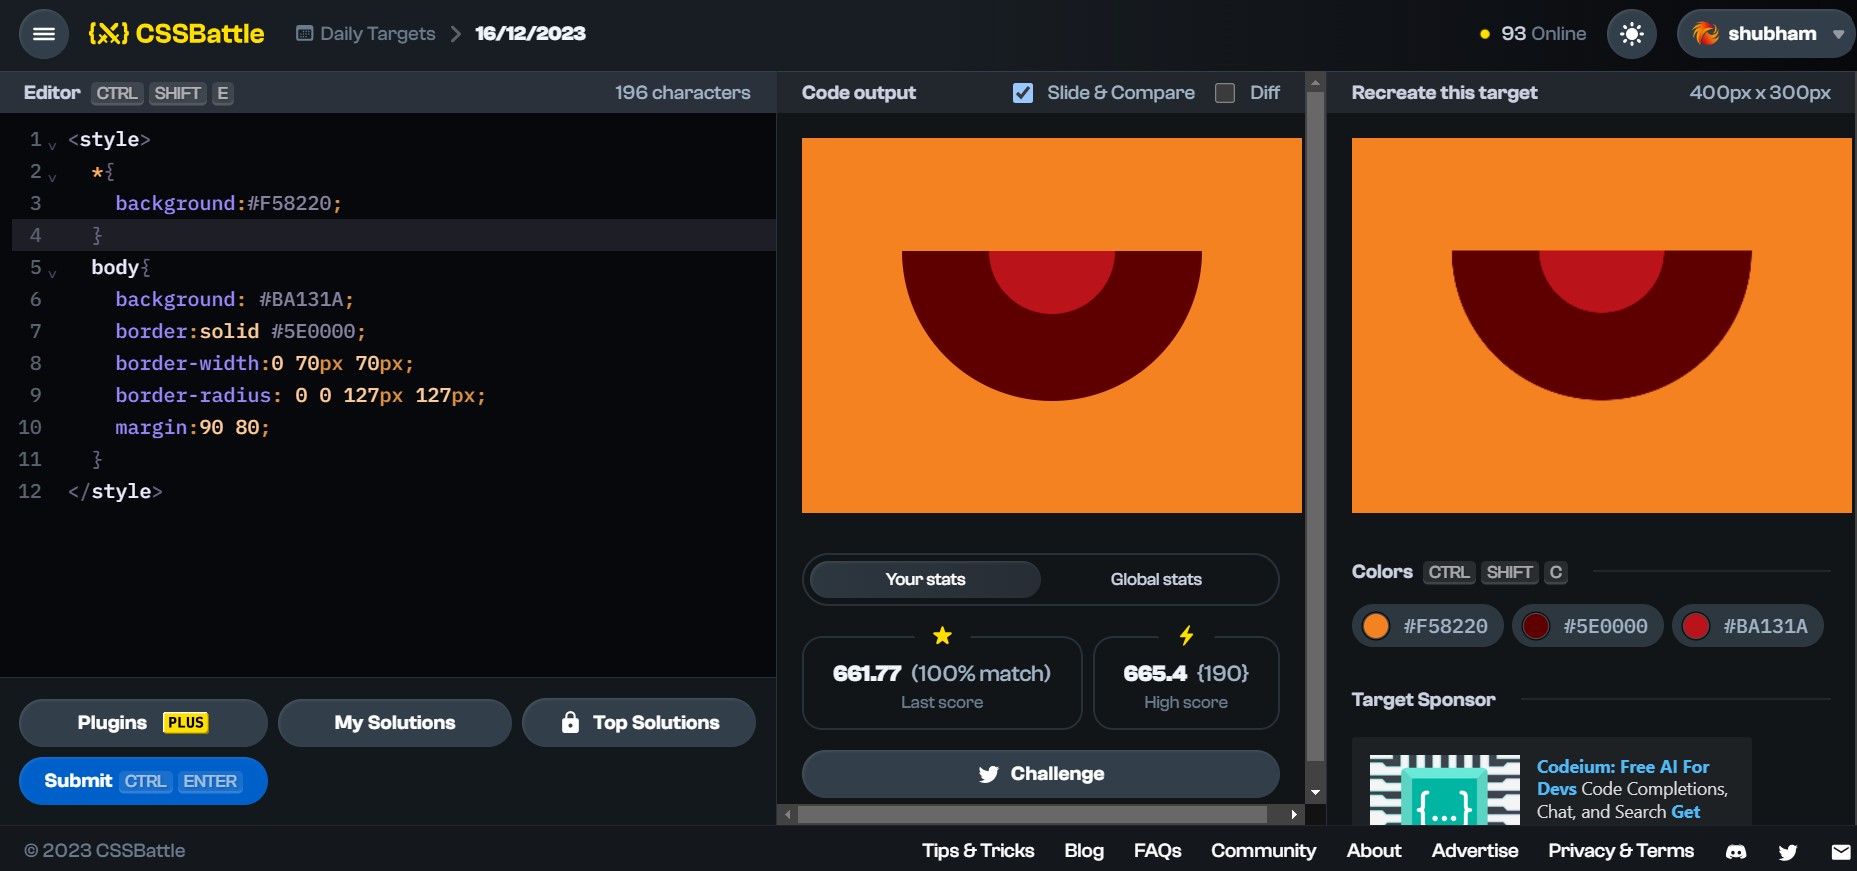 {X} CSSBattle
Daily Targets > 16/12/2023
93 Online
shubham
Editor CTRL SHIFT E
196 characters
1 <style>
2 *{
3 background:#F58220;
4 }
5 body{
6 background: #BA131A;
7 border:solid #5E0000;
8 border-width:0 70px 70px;
9 border-radius: 0 0 127px 127px;
10 margin:90 80;
11 }
12 </style>
Plugins PLUS
My Solutions
Top Solutions
Submit CTRL ENTER
Code output
Slide & Compare
Diff
Your stats
Global stats
661.77 (100% match)
Last score
665.4 {190}
High score
Challenge
Recreate this target
400px x 300px
Colors CTRL SHIFT C
#F58220
#5E0000
#BA131A
Target Sponsor
{...}
Codeium: Free AI For
Devs Code Completions,
Chat, and Search Get
© 2023 CSSBattle
Tips & Tricks
Blog
FAQs
Community
About
Advertise
Privacy & Terms